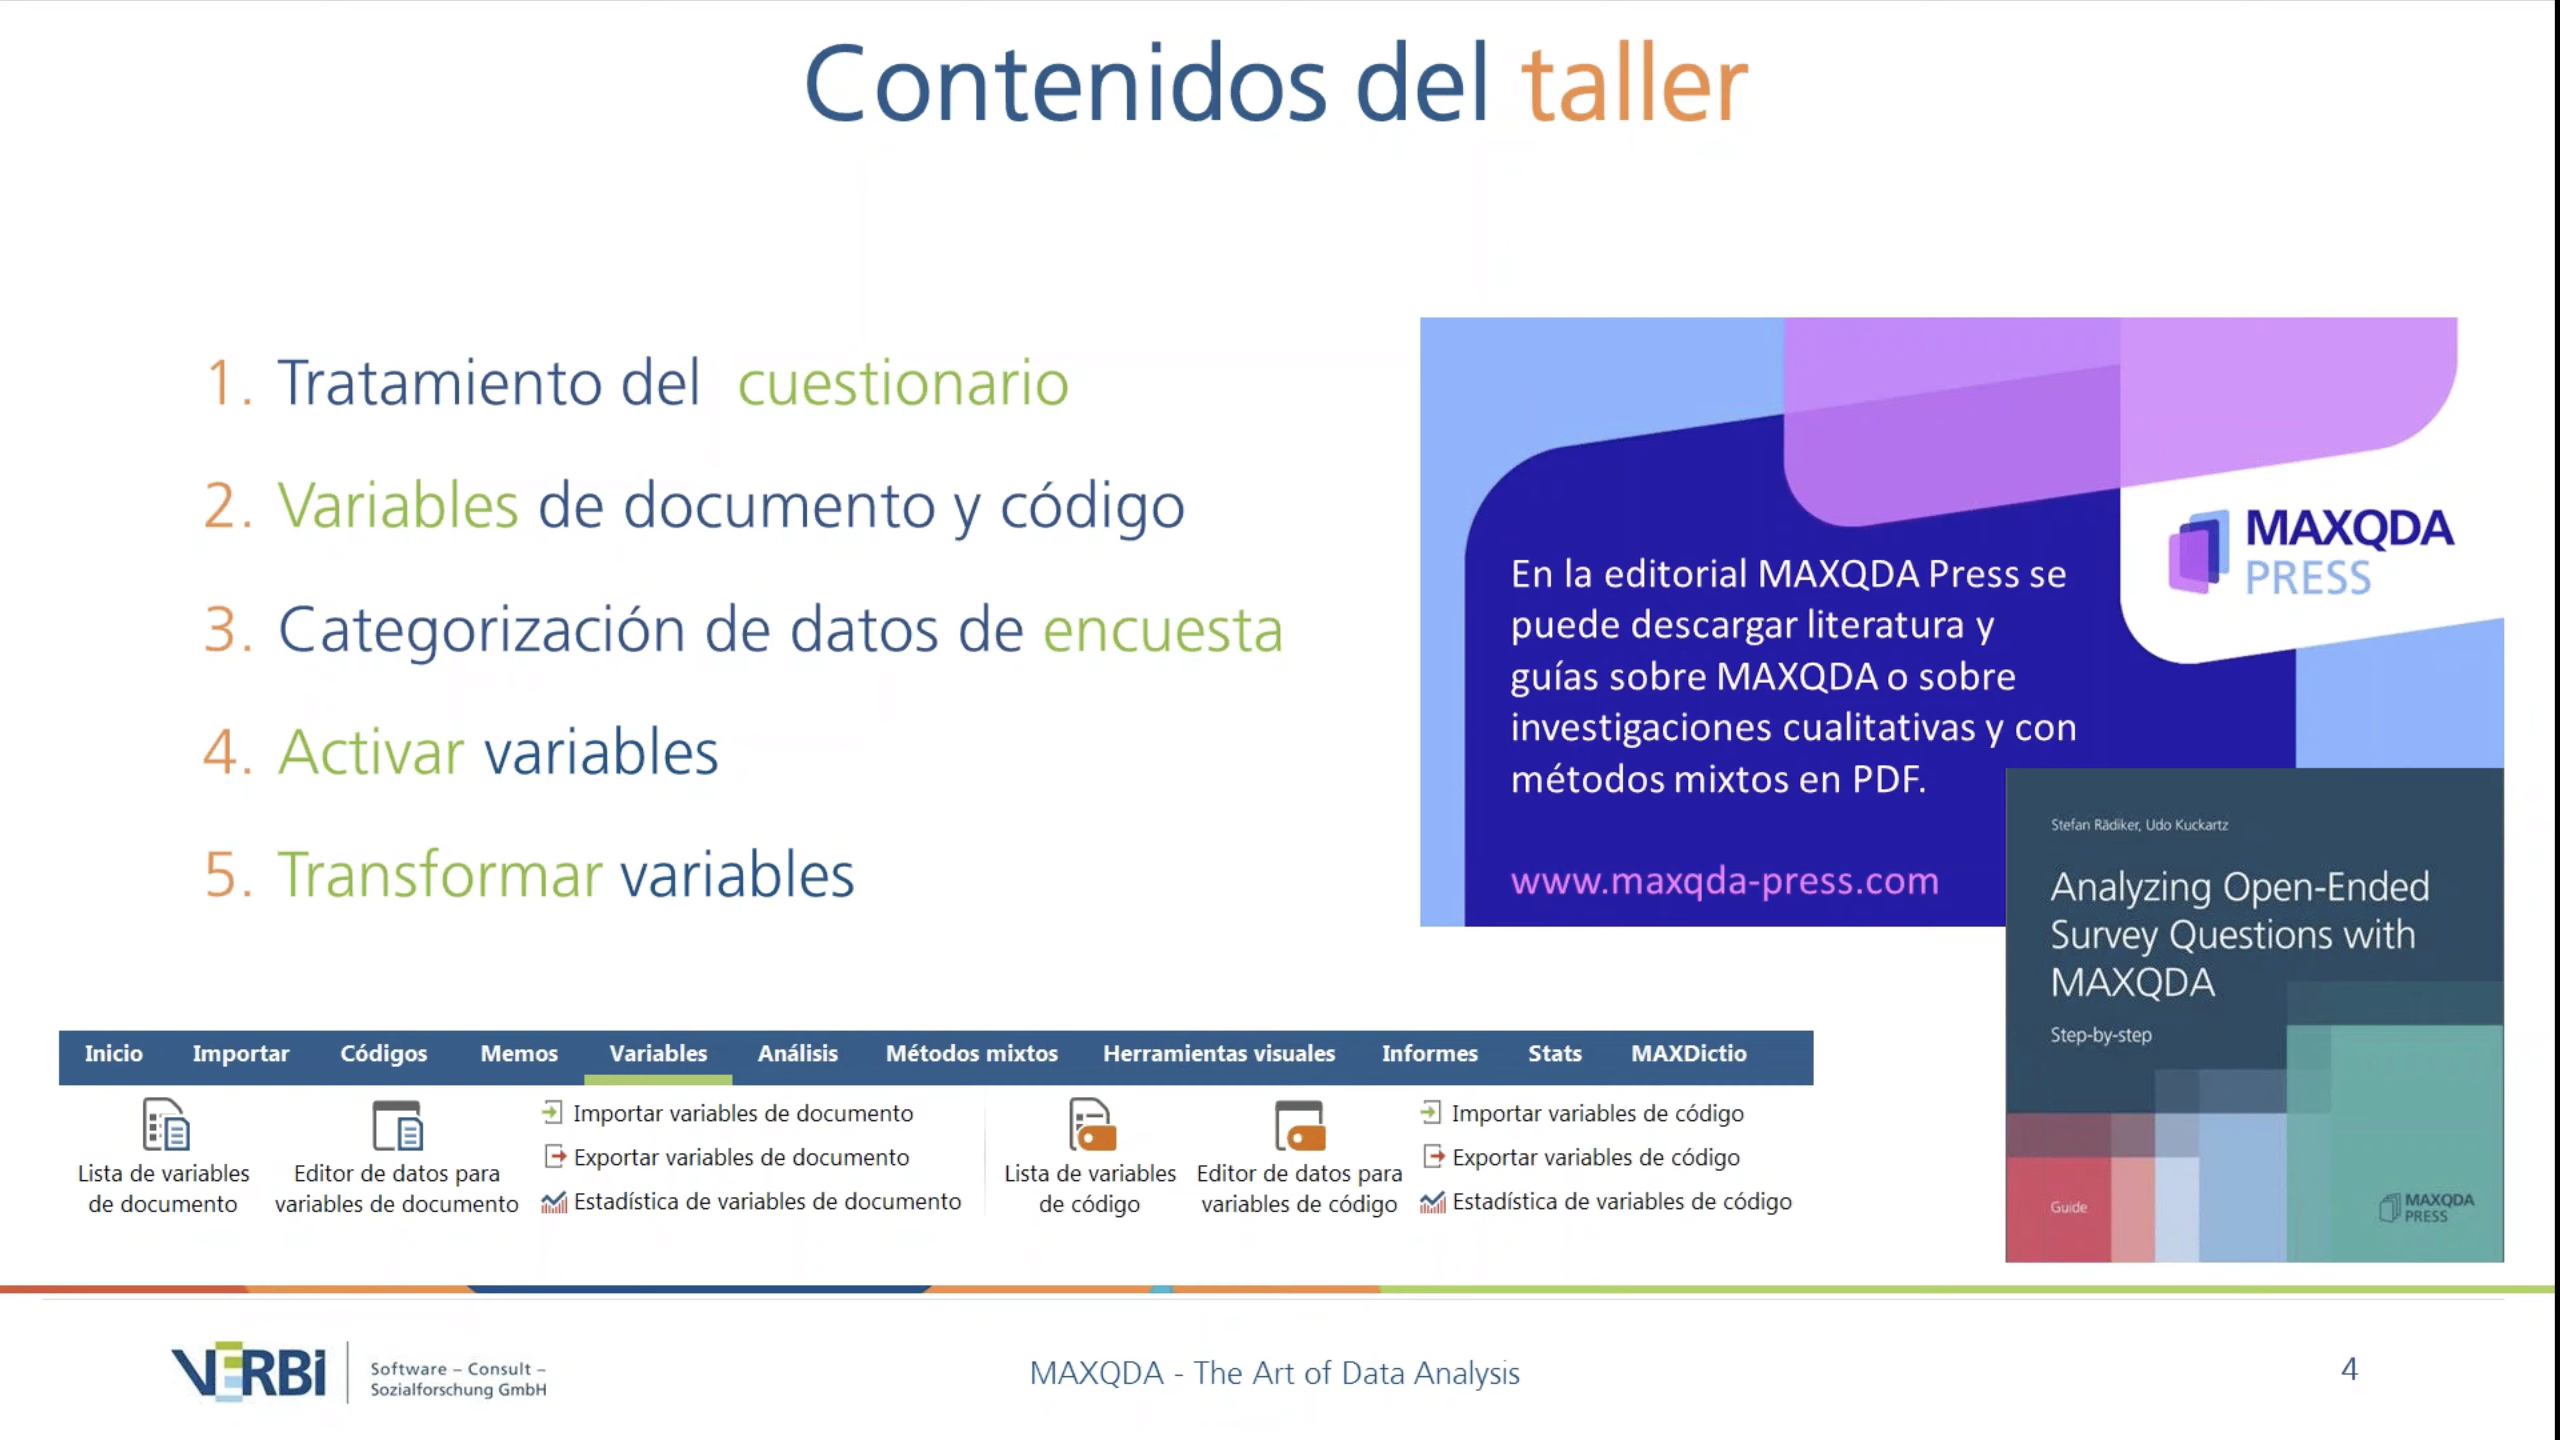 Contenidos del taller
1. Tratamiento del cuestionario
2. Variables de documento y código
3. Categorización de datos de encuesta
4. Activar variables
5. Transformar variables
MAXQDA
PRESS
En la editorial MAXQDA Press se
puede descargar literatura y
guías sobre MAXQDA o sobre
investigaciones cualitativas y con
métodos mixtos en PDF.
www.maxqda-press.com
Stefan Rädiker, Udo Kuckartz
Analyzing Open-Ended
Survey Questions with
MAXQDA
Step-by-step
Guide
MAXQDA
PRESS
Inicio Importar Códigos Memos Variables Análisis Métodos mixtos Herramientas visuales Informes Stats MAXDictio
Lista de variables
de documento
Editor de datos para
variables de documento
Importar variables de documento
Exportar variables de documento
Estadística de variables de documento
Lista de variables
de código
Editor de datos para
variables de código
Importar variables de código
Exportar variables de código
Estadística de variables de código
VERBI
Software – Consult –
Sozialforschung GmbH
MAXQDA - The Art of Data Analysis
4